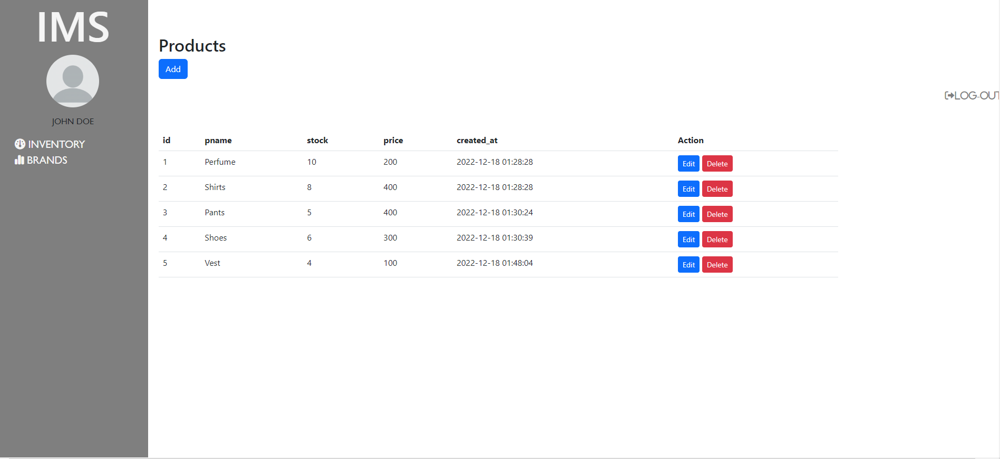 IMS
JOHN DOE
INVENTORY
BRANDS
Products
Add
LOG-OUT
id pname stock price created_at Action
1 Perfume 10 200 2022-12-18 01:28:28 Edit Delete
2 Shirts 8 400 2022-12-18 01:28:28 Edit Delete
3 Pants 5 400 2022-12-18 01:30:24 Edit Delete
4 Shoes 6 300 2022-12-18 01:30:39 Edit Delete
5 Vest 4 100 2022-12-18 01:48:04 Edit Delete